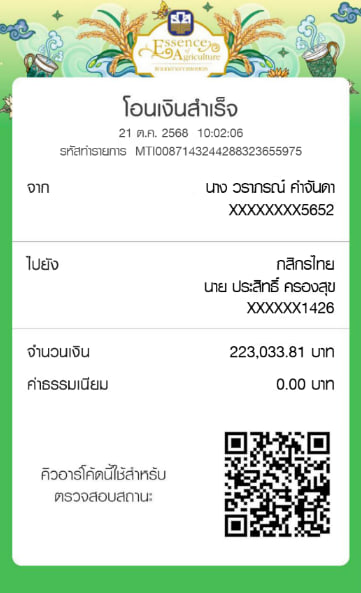 Essence
of
Agriculture
โอนเงินสำเร็จ
21 ต.ค. 2568 10:02:06
รหัสทำรายการ MTI0087143244288323655975
จาก
นาง วราภรณ์ คำจันดา
XXXXXXXX5652
ไปยัง
กสิกรไทย
นาย ประสิทธิ์ ครองสุข
XXXXXX1426
จำนวนเงิน 223,033.81 บาท
ค่าธรรมเนียม 0.00 บาท
คิวอาร์โค้ดนี้ใช้สำหรับ
ตรวจสอบสถานะ